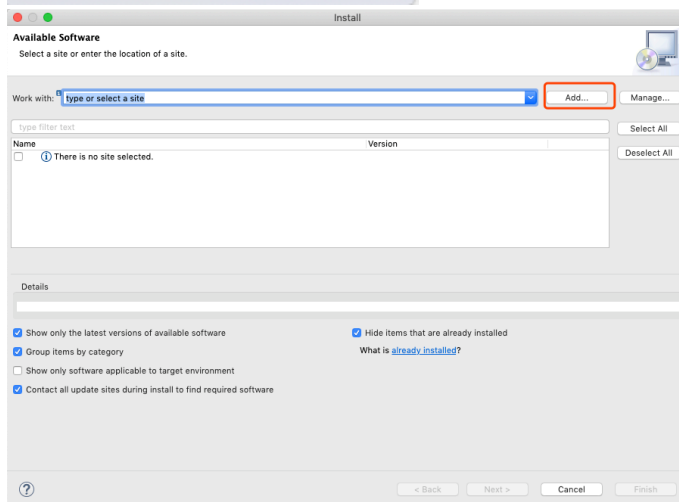 Install
Available Software
Select a site or enter the location of a site.
Work with: type or select a site Add... Manage...
type filter text Select All
Name Version
There is no site selected. Deselect All
Details
Show only the latest versions of available software Hide items that are already installed
Group items by category What is already installed?
Show only software applicable to target environment
Contact all update sites during install to find required software
? < Back Next > Cancel Finish